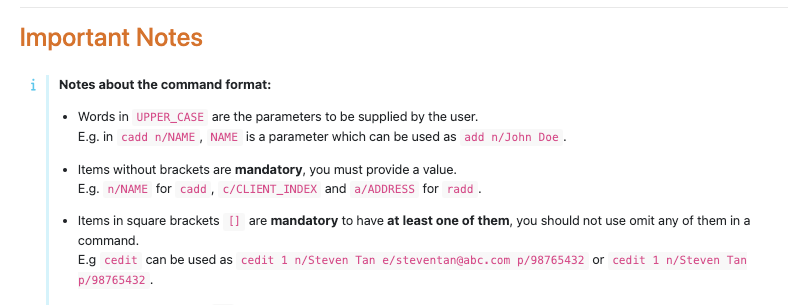 Important Notes
i Notes about the command format:
• Words in UPPER_CASE are the parameters to be supplied by the user.
E.g. in cadd n/NAME , NAME is a parameter which can be used as add n/John Doe .
• Items without brackets are mandatory, you must provide a value.
E.g. n/NAME for cadd , c/CLIENT_INDEX and a/ADDRESS for radd .
• Items in square brackets [] are mandatory to have at least one of them, you should not use omit any of them in a
command.
E.g cedit can be used as cedit 1 n/Steven Tan e/steventan@abc.com p/98765432 or cedit 1 n/Steven Tan
p/98765432 .